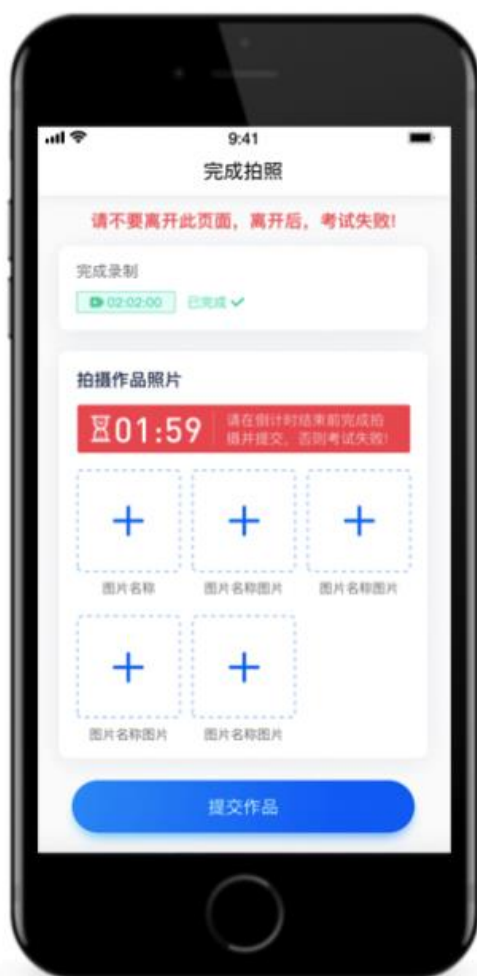 9:41
完成拍照
请不要离开此页面，离开后，考试失败!
完成录制
02:02:00 已完成
拍摄作品照片
01:59
请在倒计时结束前完成拍
摄并提交，否则考试失败!
图片名称 图片名称图片 图片名称图片
图片名称图片 图片名称图片
提交作品